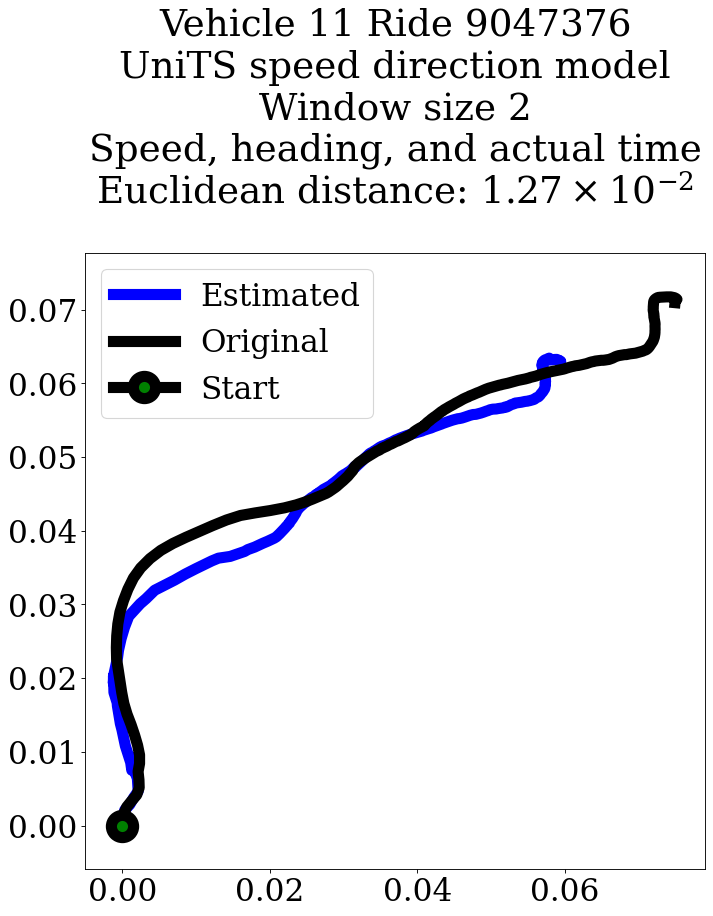 Vehicle 11 Ride 9047376
UniTS speed direction model
Window size 2
Speed, heading, and actual time
Euclidean distance: 1.27 × 10⁻²
Estimated
Original
Start
0.07
0.06
0.05
0.04
0.03
0.02
0.01
0.00
0.00 0.02 0.04 0.06